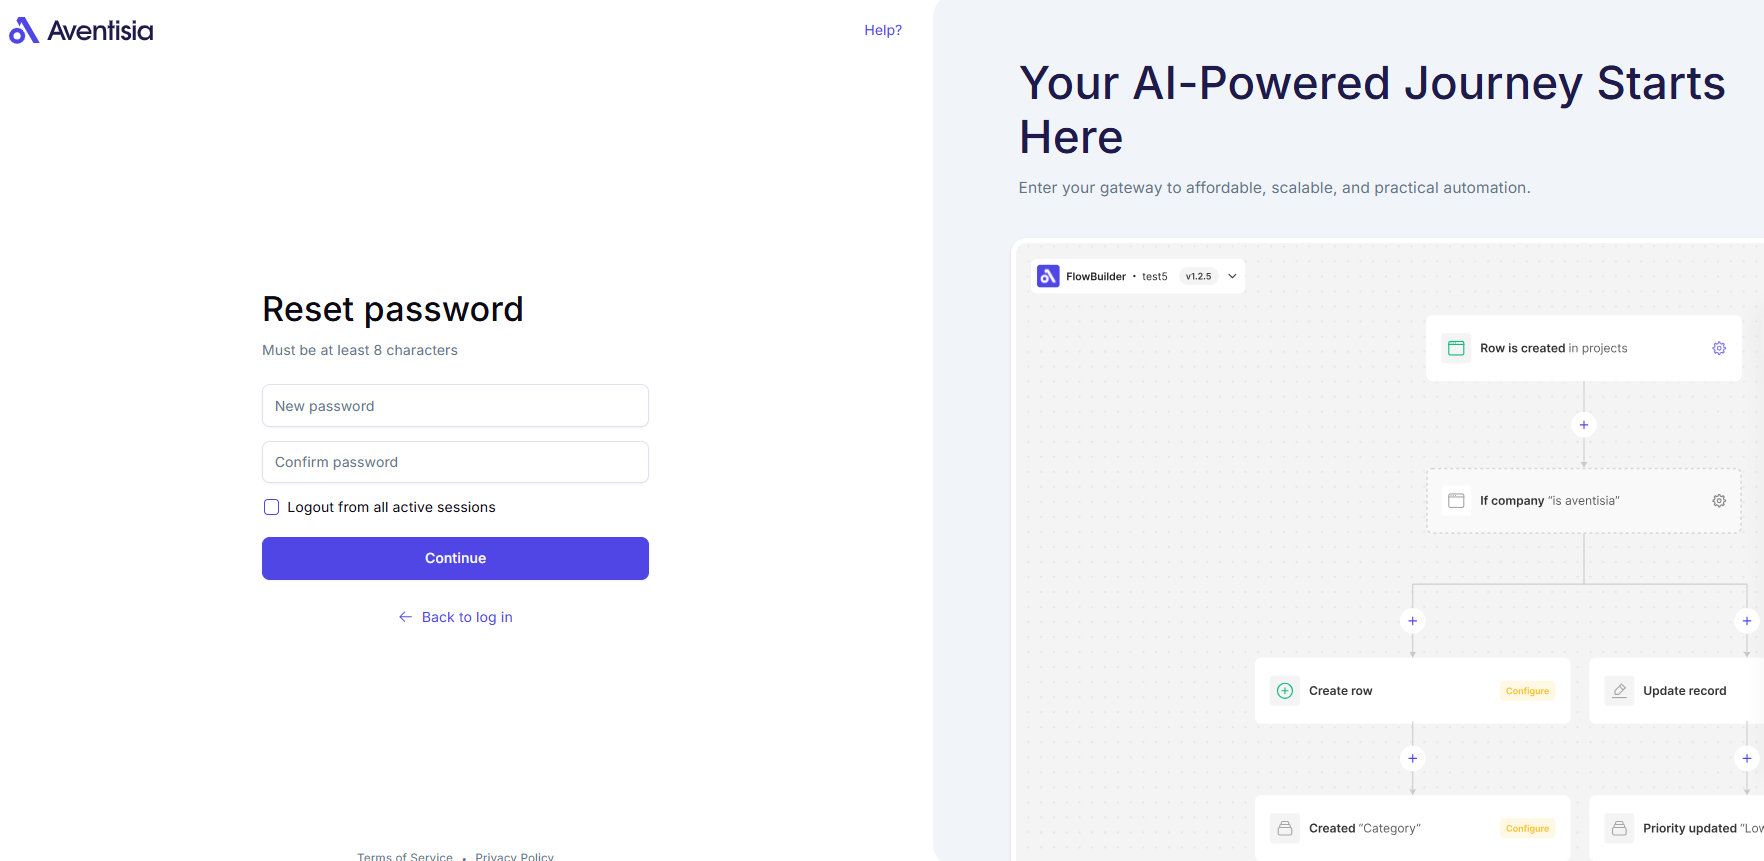 Aventisia
Help?
Reset password
Must be at least 8 characters
New password
Confirm password
Logout from all active sessions
Continue
← Back to log in
Terms of Service • Privacy Policy
Your AI-Powered Journey Starts
Here
Enter your gateway to affordable, scalable, and practical automation.
FlowBuilder • test5 v1.2.5
Row is created in projects
+
If company “is aventisia”
+ +
Create row Configure Update record
+ +
Created “Category” Configure Priority updated “Low